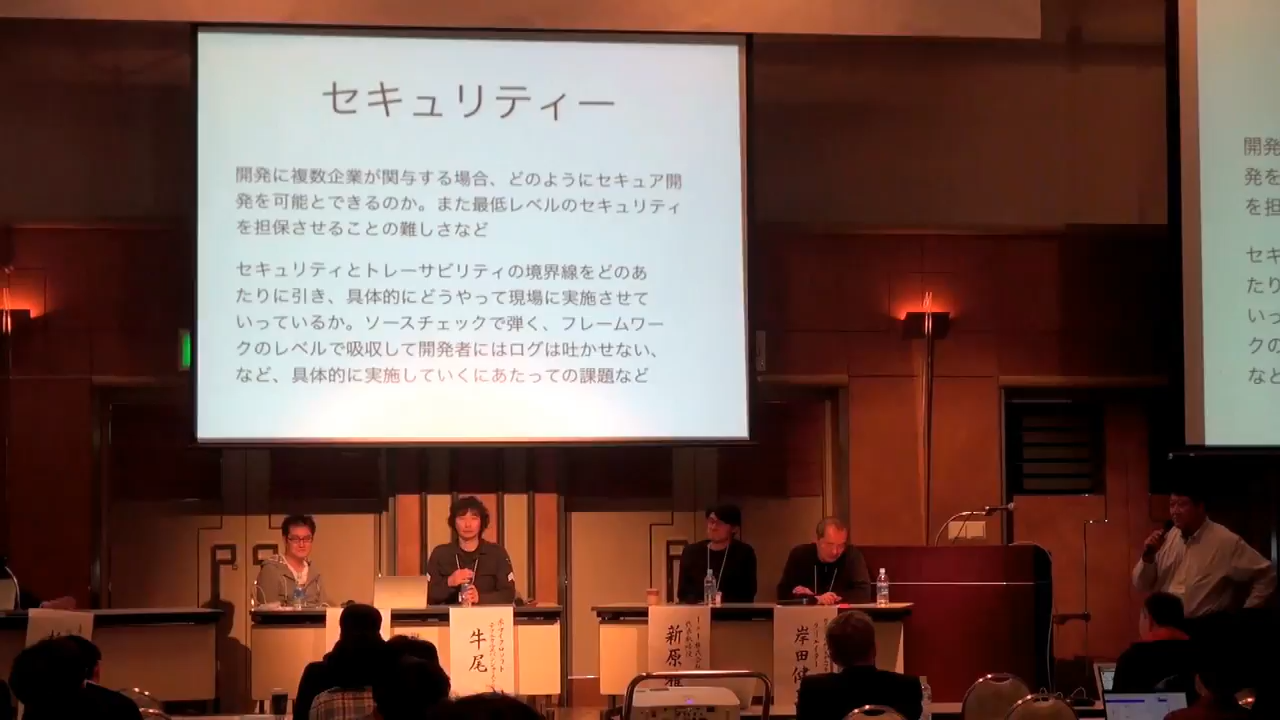 セキュリティー
開発に複数企業が関与する場合、どのようにセキュア開
発を可能とできるのか。また最低レベルのセキュリティ
を担保させることの難しさなど
セキュリティとトレーサビリティの境界線をどのあ
たりに引き、具体的にどうやって現場に実施させて
いっているか。ソースチェックで弾く、フレームワー
クのレベルで吸収して開発者にはログは吐かせない、
など、具体的に実施していくにあたっての課題など
開発
発を
を担
セキ
たり
いっ
クの
など
牛尾
代表取締役
新原雅
岸田健